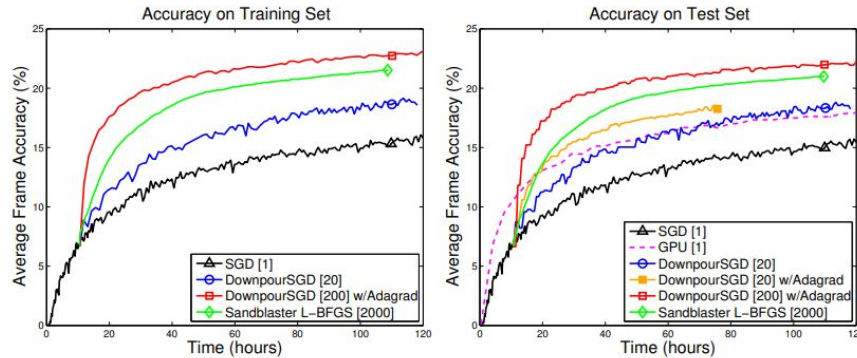 Accuracy on Training Set
Average Frame Accuracy (%)
25
20
15
10
5
0
0 20 40 60 80 100 120
Time (hours)
SGD [1]
DownpourSGD [20]
DownpourSGD [200] w/Adagrad
Sandblaster L-BFGS [2000]
Accuracy on Test Set
Average Frame Accuracy (%)
25
20
15
10
5
0
0 20 40 60 80 100 120
Time (hours)
SGD [1]
GPU [1]
DownpourSGD [20]
DownpourSGD [20] w/Adagrad
DownpourSGD [200] w/Adagrad
Sandblaster L-BFGS [2000]